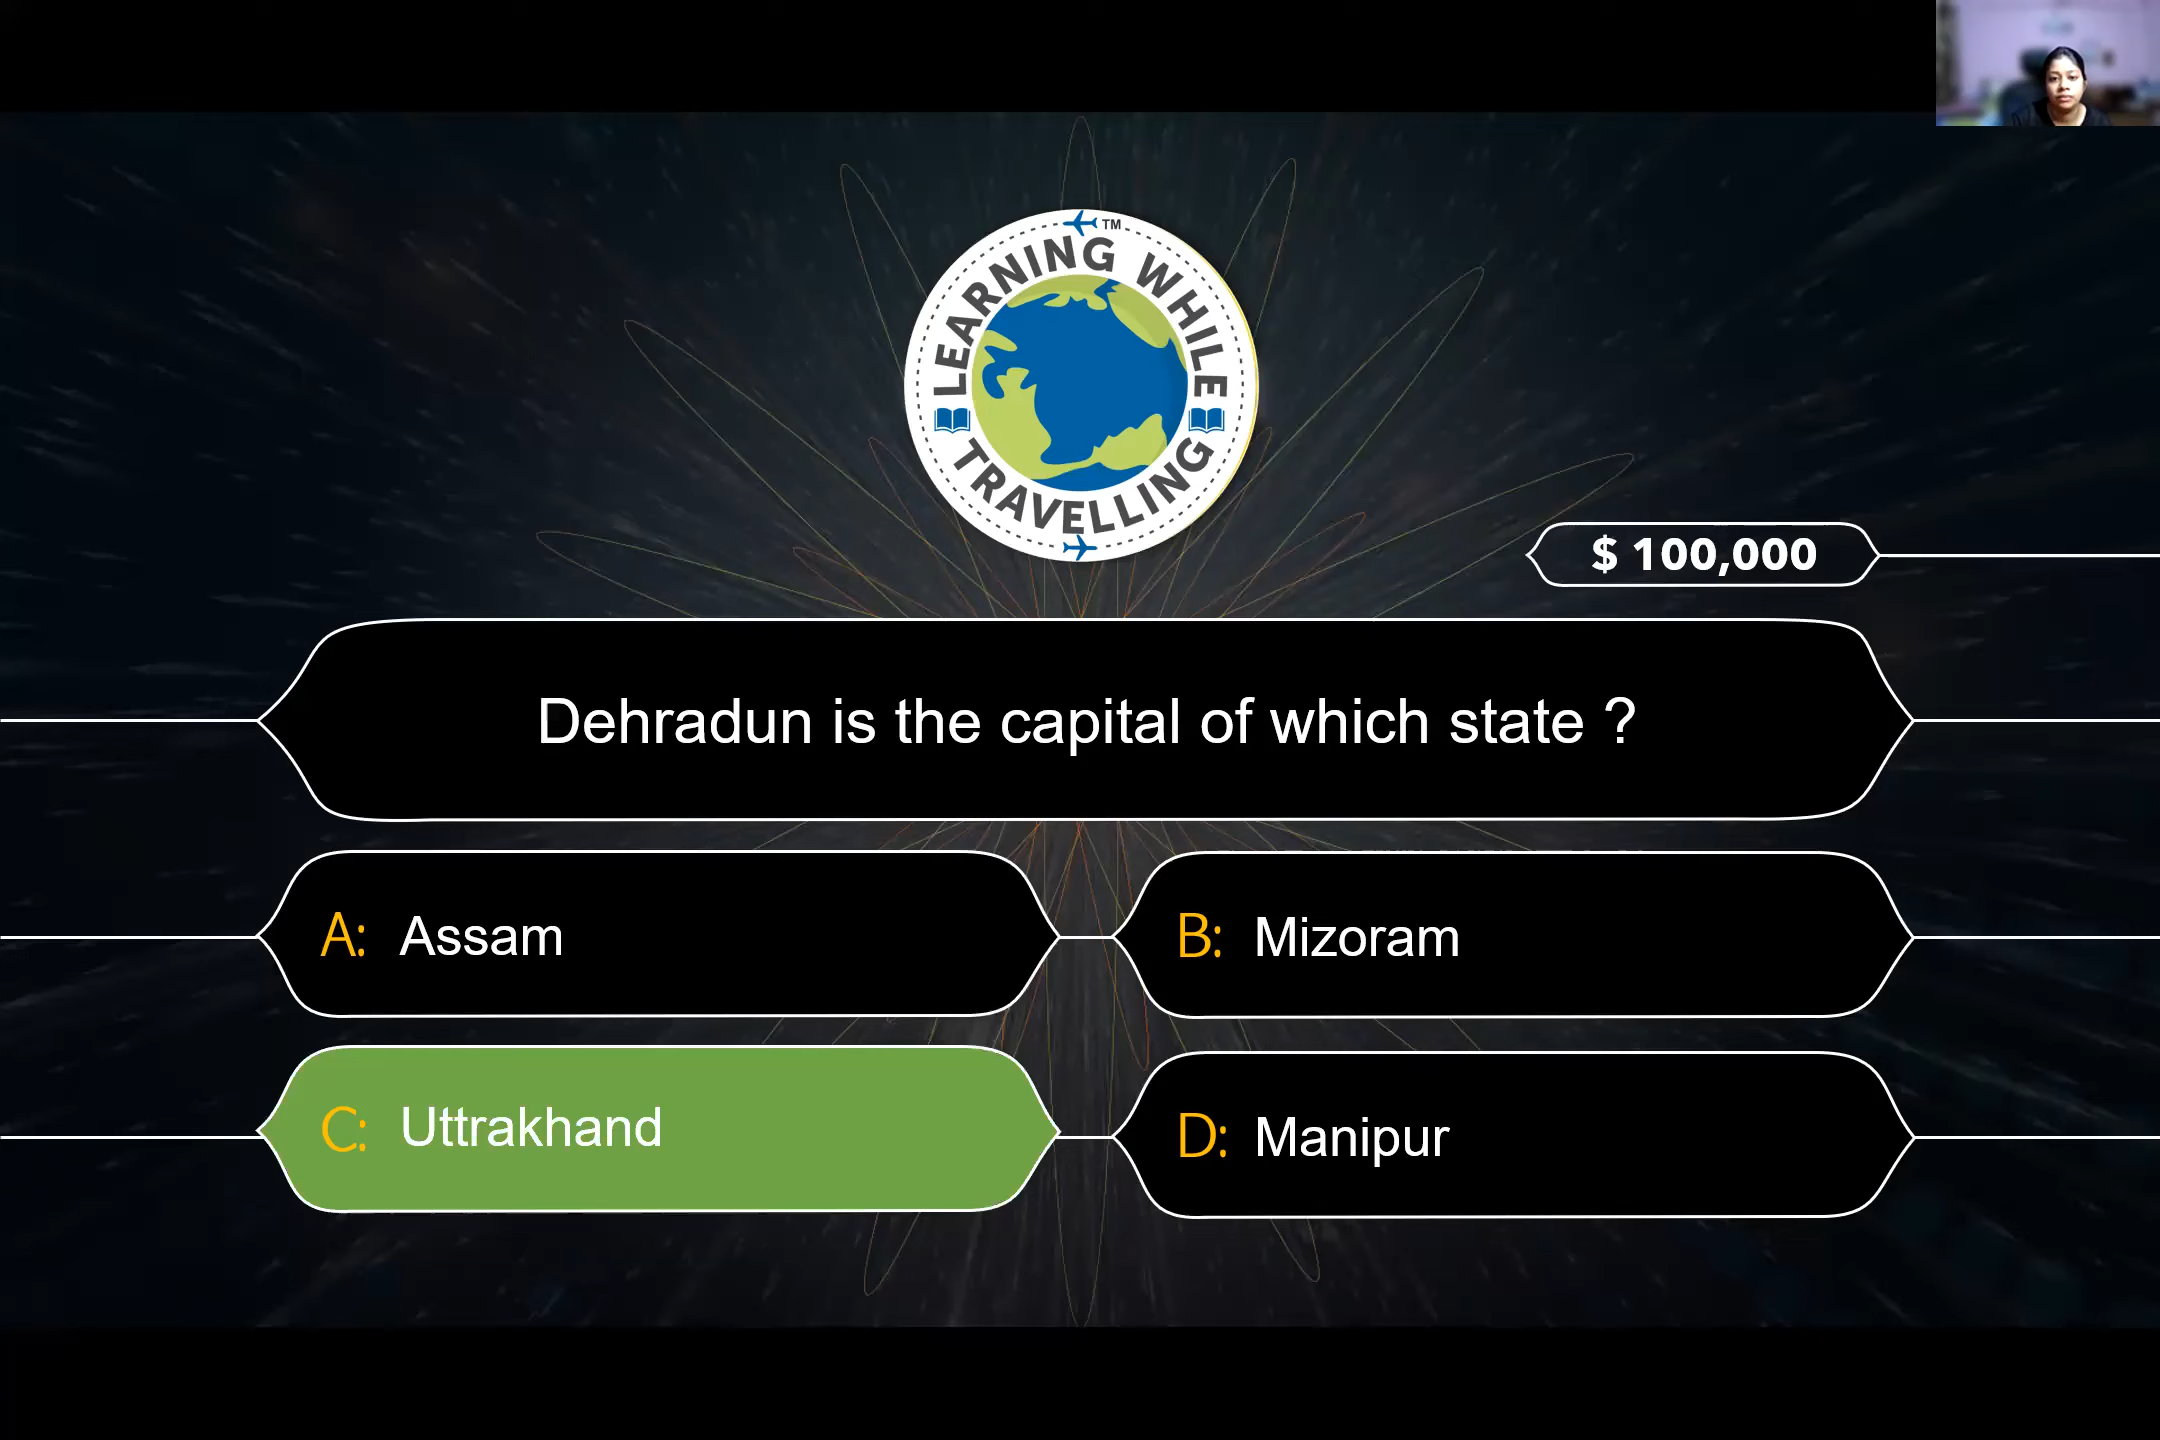 TM
LEARNING WHILE
TRAVELLING
$ 100,000
Dehradun is the capital of which state ?
A: Assam
B: Mizoram
C: Uttrakhand
D: Manipur